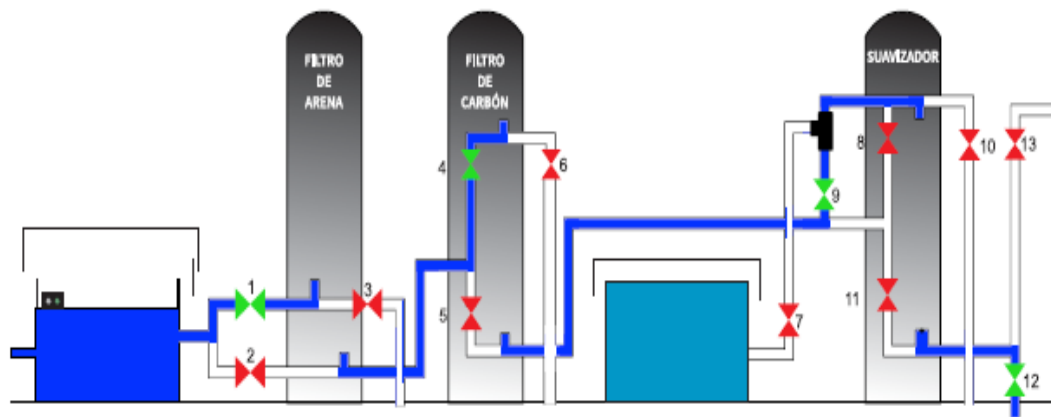 FILTRO
DE
ARENA
FILTRO
DE
CARBÓN
SUAVIZADOR
1
2
3
4
5
6
7
8
9
10
11
12
13